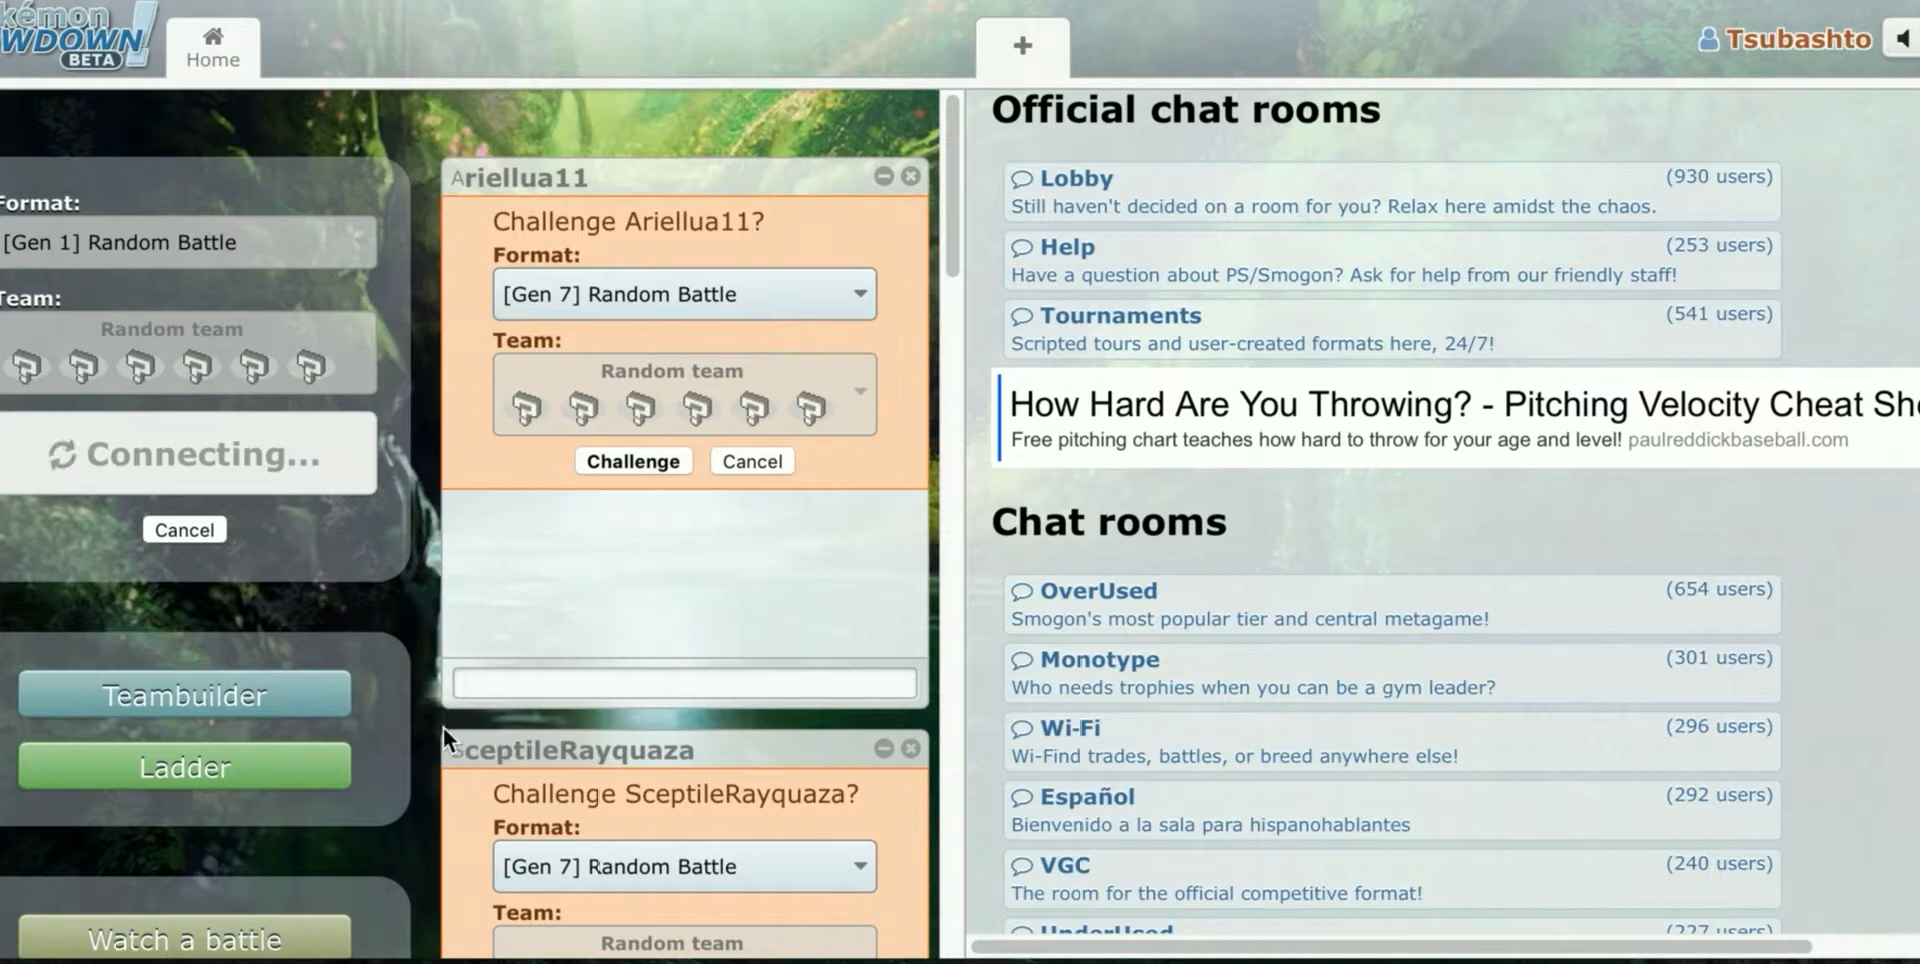 kémon
WDOWN!
BETA
Home
+
Tsubashto
Format:
[Gen 1] Random Battle
Team:
Random team
Connecting...
Cancel
Teambuilder
Ladder
Watch a battle
Ariellua11
Challenge Ariellua11?
Format:
[Gen 7] Random Battle
Team:
Random team
Challenge Cancel
SceptileRayquaza
Challenge SceptileRayquaza?
Format:
[Gen 7] Random Battle
Team:
Random team
Official chat rooms
Lobby (930 users)
Still haven't decided on a room for you? Relax here amidst the chaos.
Help (253 users)
Have a question about PS/Smogon? Ask for help from our friendly staff!
Tournaments (541 users)
Scripted tours and user-created formats here, 24/7!
How Hard Are You Throwing? - Pitching Velocity Cheat She
Free pitching chart teaches how hard to throw for your age and level! paulreddickbaseball.com
Chat rooms
OverUsed (654 users)
Smogon's most popular tier and central metagame!
Monotype (301 users)
Who needs trophies when you can be a gym leader?
Wi-Fi (296 users)
Wi-Find trades, battles, or breed anywhere else!
Español (292 users)
Bienvenido a la sala para hispanohablantes
VGC (240 users)
The room for the official competitive format!
UnderUsed (227 users)